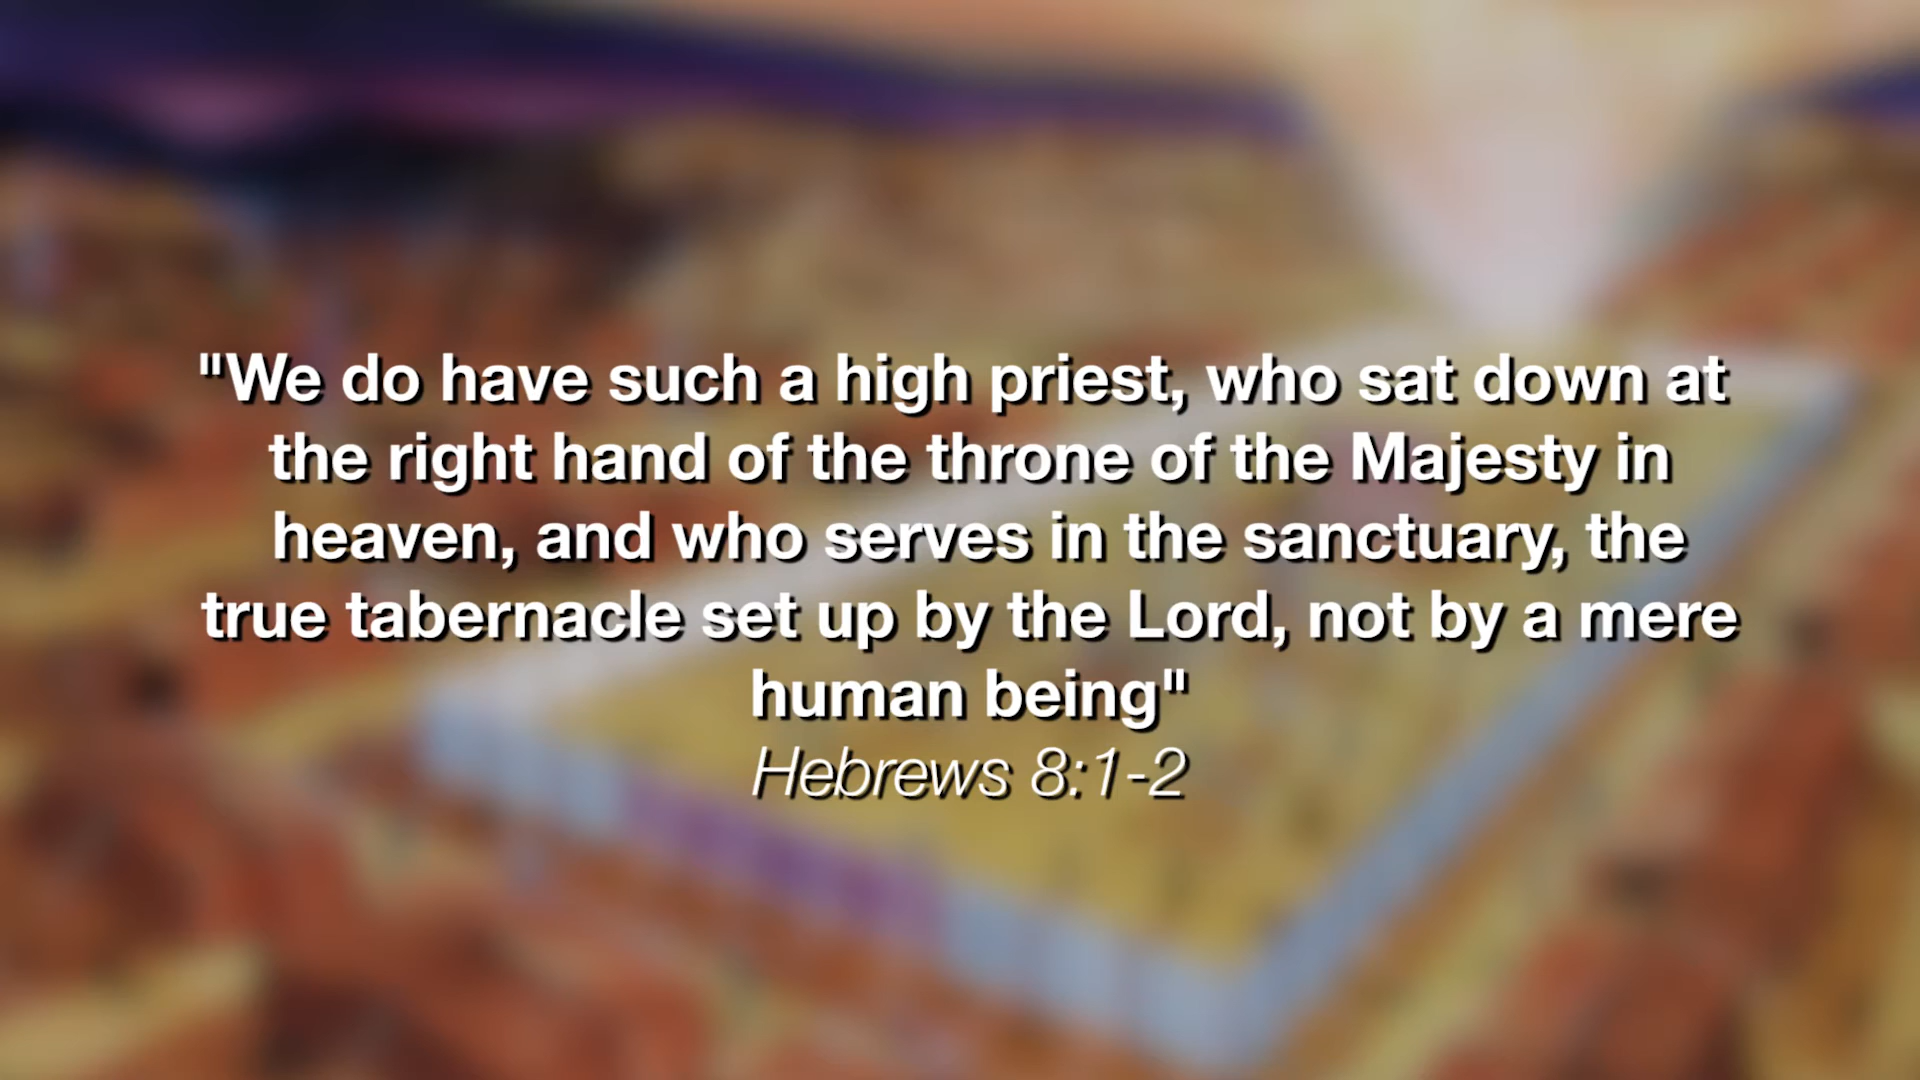 "We do have such a high priest, who sat down at
the right hand of the throne of the Majesty in
heaven, and who serves in the sanctuary, the
true tabernacle set up by the Lord, not by a mere
human being"
Hebrews 8:1-2